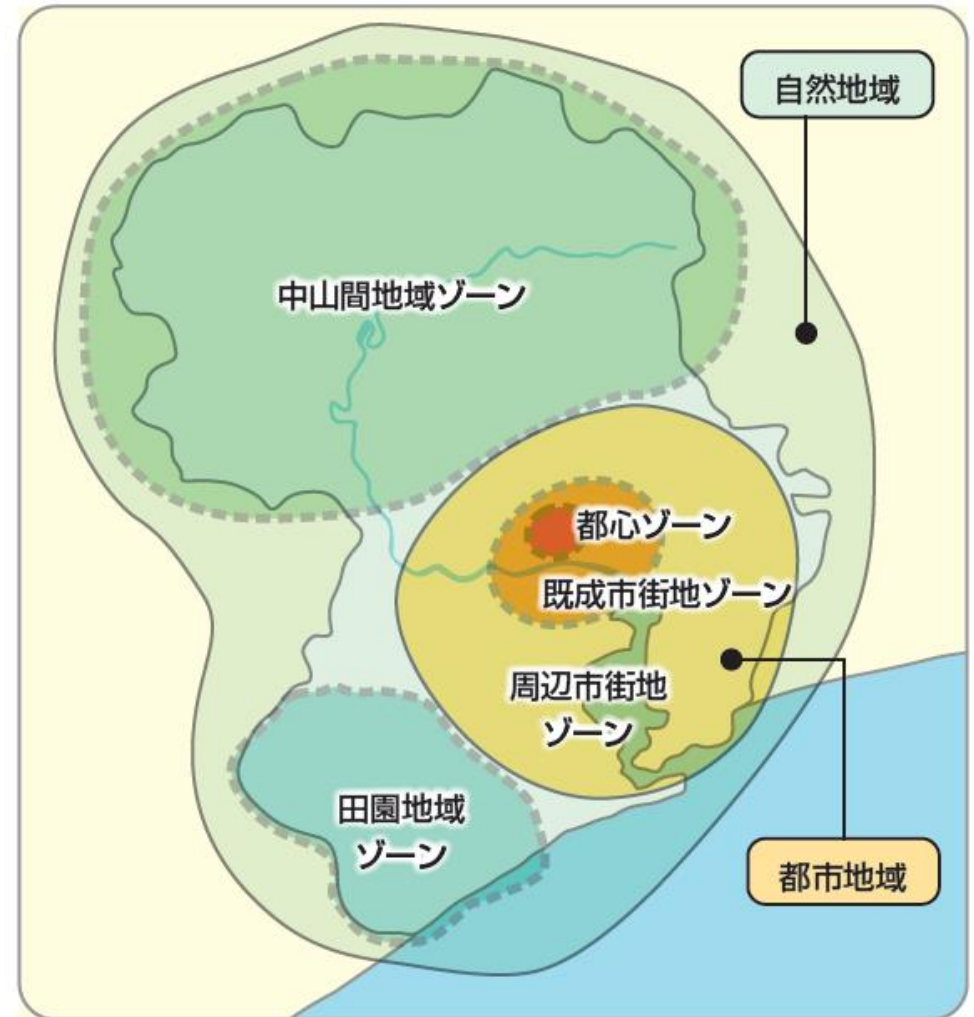 自然地域
中山間地域ゾーン
都心ゾーン
既成市街地ゾーン
周辺市街地
ゾーン
田園地域
ゾーン
都市地域